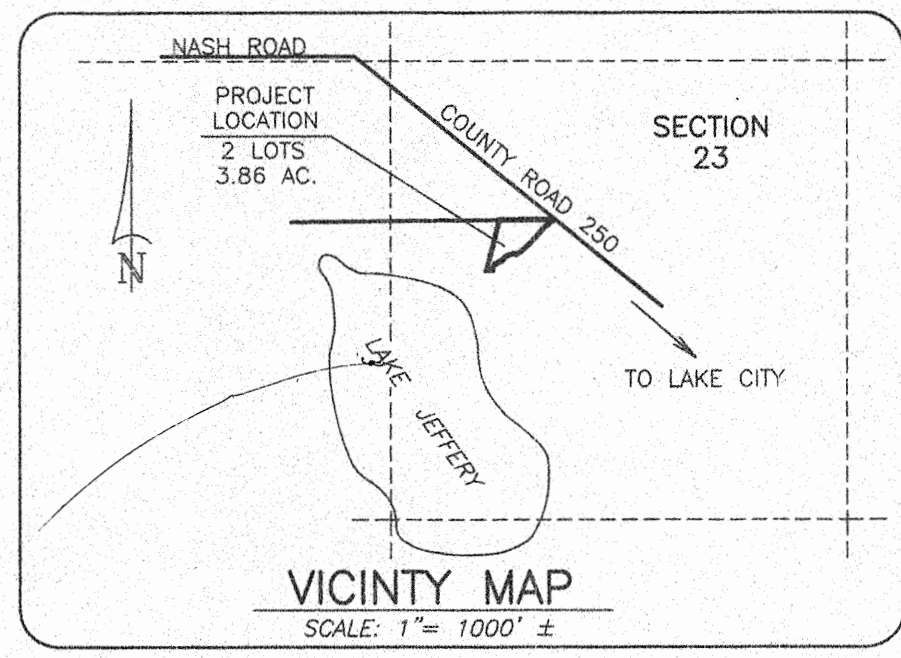 NASH ROAD
PROJECT
LOCATION
2 LOTS
3.86 AC.
COUNTY ROAD 250
SECTION
23
N
TO LAKE CITY
LAKE JEFFERY
VICINTY MAP
SCALE: 1"= 1000' ±